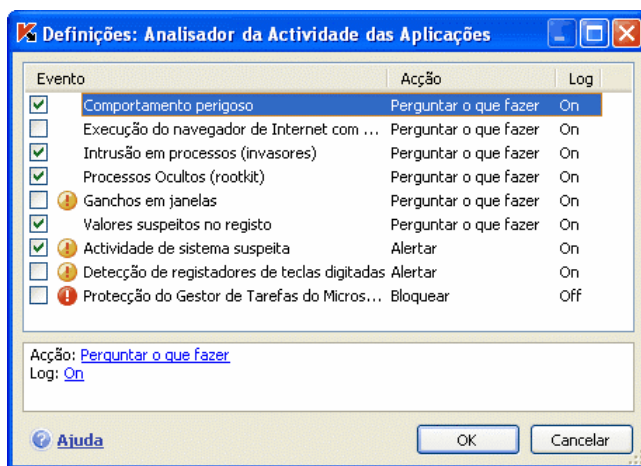 Definições: Analisador da Actividade das Aplicações
Evento Acção Log
Comportamento perigoso Perguntar o que fazer On
Execução do navegador de Internet com ... Perguntar o que fazer On
Intrusão em processos (invasores) Perguntar o que fazer On
Processos Ocultos (rootkit) Perguntar o que fazer On
Ganchos em janelas Perguntar o que fazer On
Valores suspeitos no registo Perguntar o que fazer On
Actividade de sistema suspeita Alertar On
Detecção de registadores de teclas digitadas Alertar On
Protecção do Gestor de Tarefas do Micros... Bloquear Off
Acção: Perguntar o que fazer
Log: On
Ajuda OK Cancelar